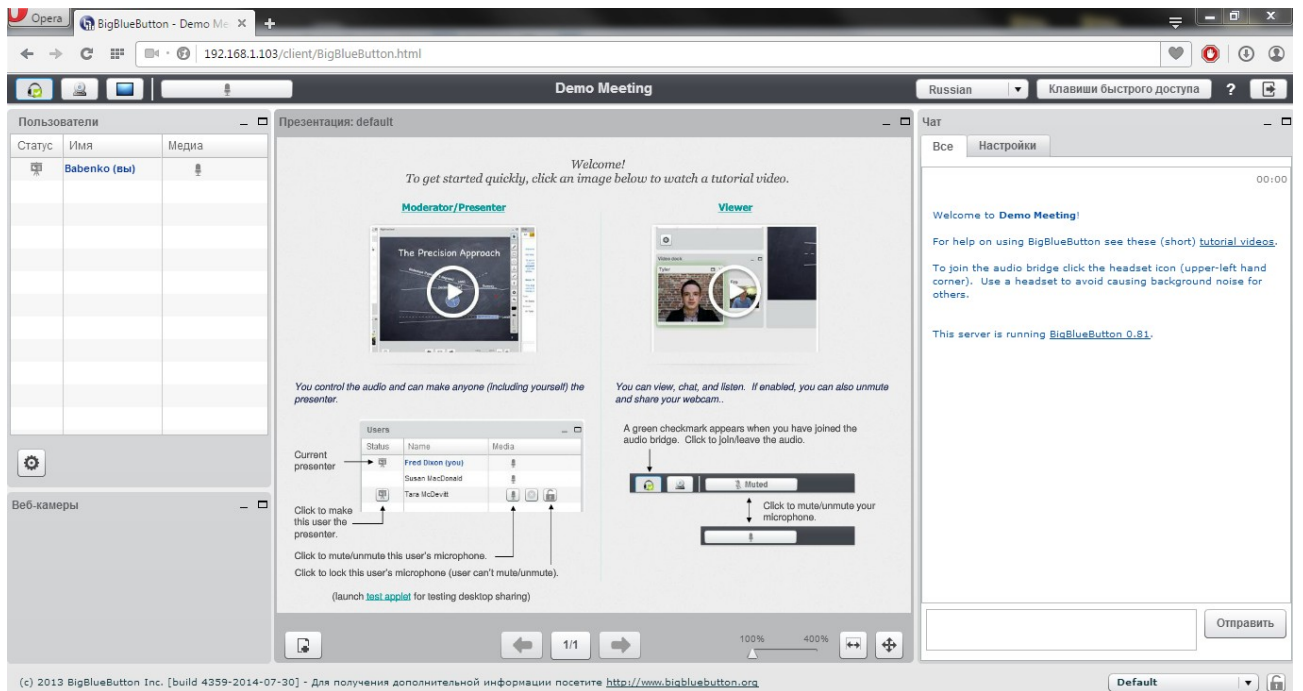 Opera
BigBlueButton - Demo Me
192.168.1.103/client/BigBlueButton.html
Demo Meeting
Russian
Клавиши быстрого доступа
?
Пользователи
Статус Имя Медиа
Babenko (вы)
Веб-камеры
Презентация: default
Welcome!
To get started quickly, click an image below to watch a tutorial video.
Moderator/Presenter
The Precision Approach
You control the audio and can make anyone (including yourself) the
presenter.
Users
Status Name Media
Fred Dixon (you)
Susan MacDonald
Tara McDevitt
Current
presenter
Click to make
this user the
presenter.
Click to mute/unmute this user's microphone.
Click to lock this user's microphone (user can't mute/unmute).
(launch test applet for testing desktop sharing)
Viewer
Video dock
Tyler
You can view, chat, and listen. If enabled, you can also unmute
and share your webcam..
A green checkmark appears when you have joined the
audio bridge. Click to join/leave the audio.
Muted
Click to mute/unmute your
microphone.
1/1
100% 400%
Чат
Все Настройки
00:00
Welcome to Demo Meeting!
For help on using BigBlueButton see these (short) tutorial videos.
To join the audio bridge click the headset icon (upper-left hand
corner). Use a headset to avoid causing background noise for
others.
This server is running BigBlueButton 0.81.
Отправить
(c) 2013 BigBlueButton Inc. [build 4359-2014-07-30] - Для получения дополнительной информации посетите http://www.bigbluebutton.org
Default